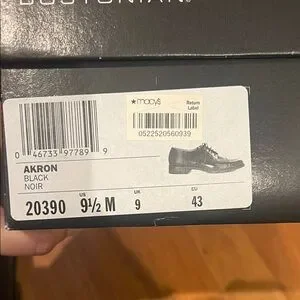 BOSTONIAN
★macy's
Return
Label
0522520560939
0 46733 97789 9
AKRON
BLACK
NOIR
US
UK
EU
20390 9½ M 9 43